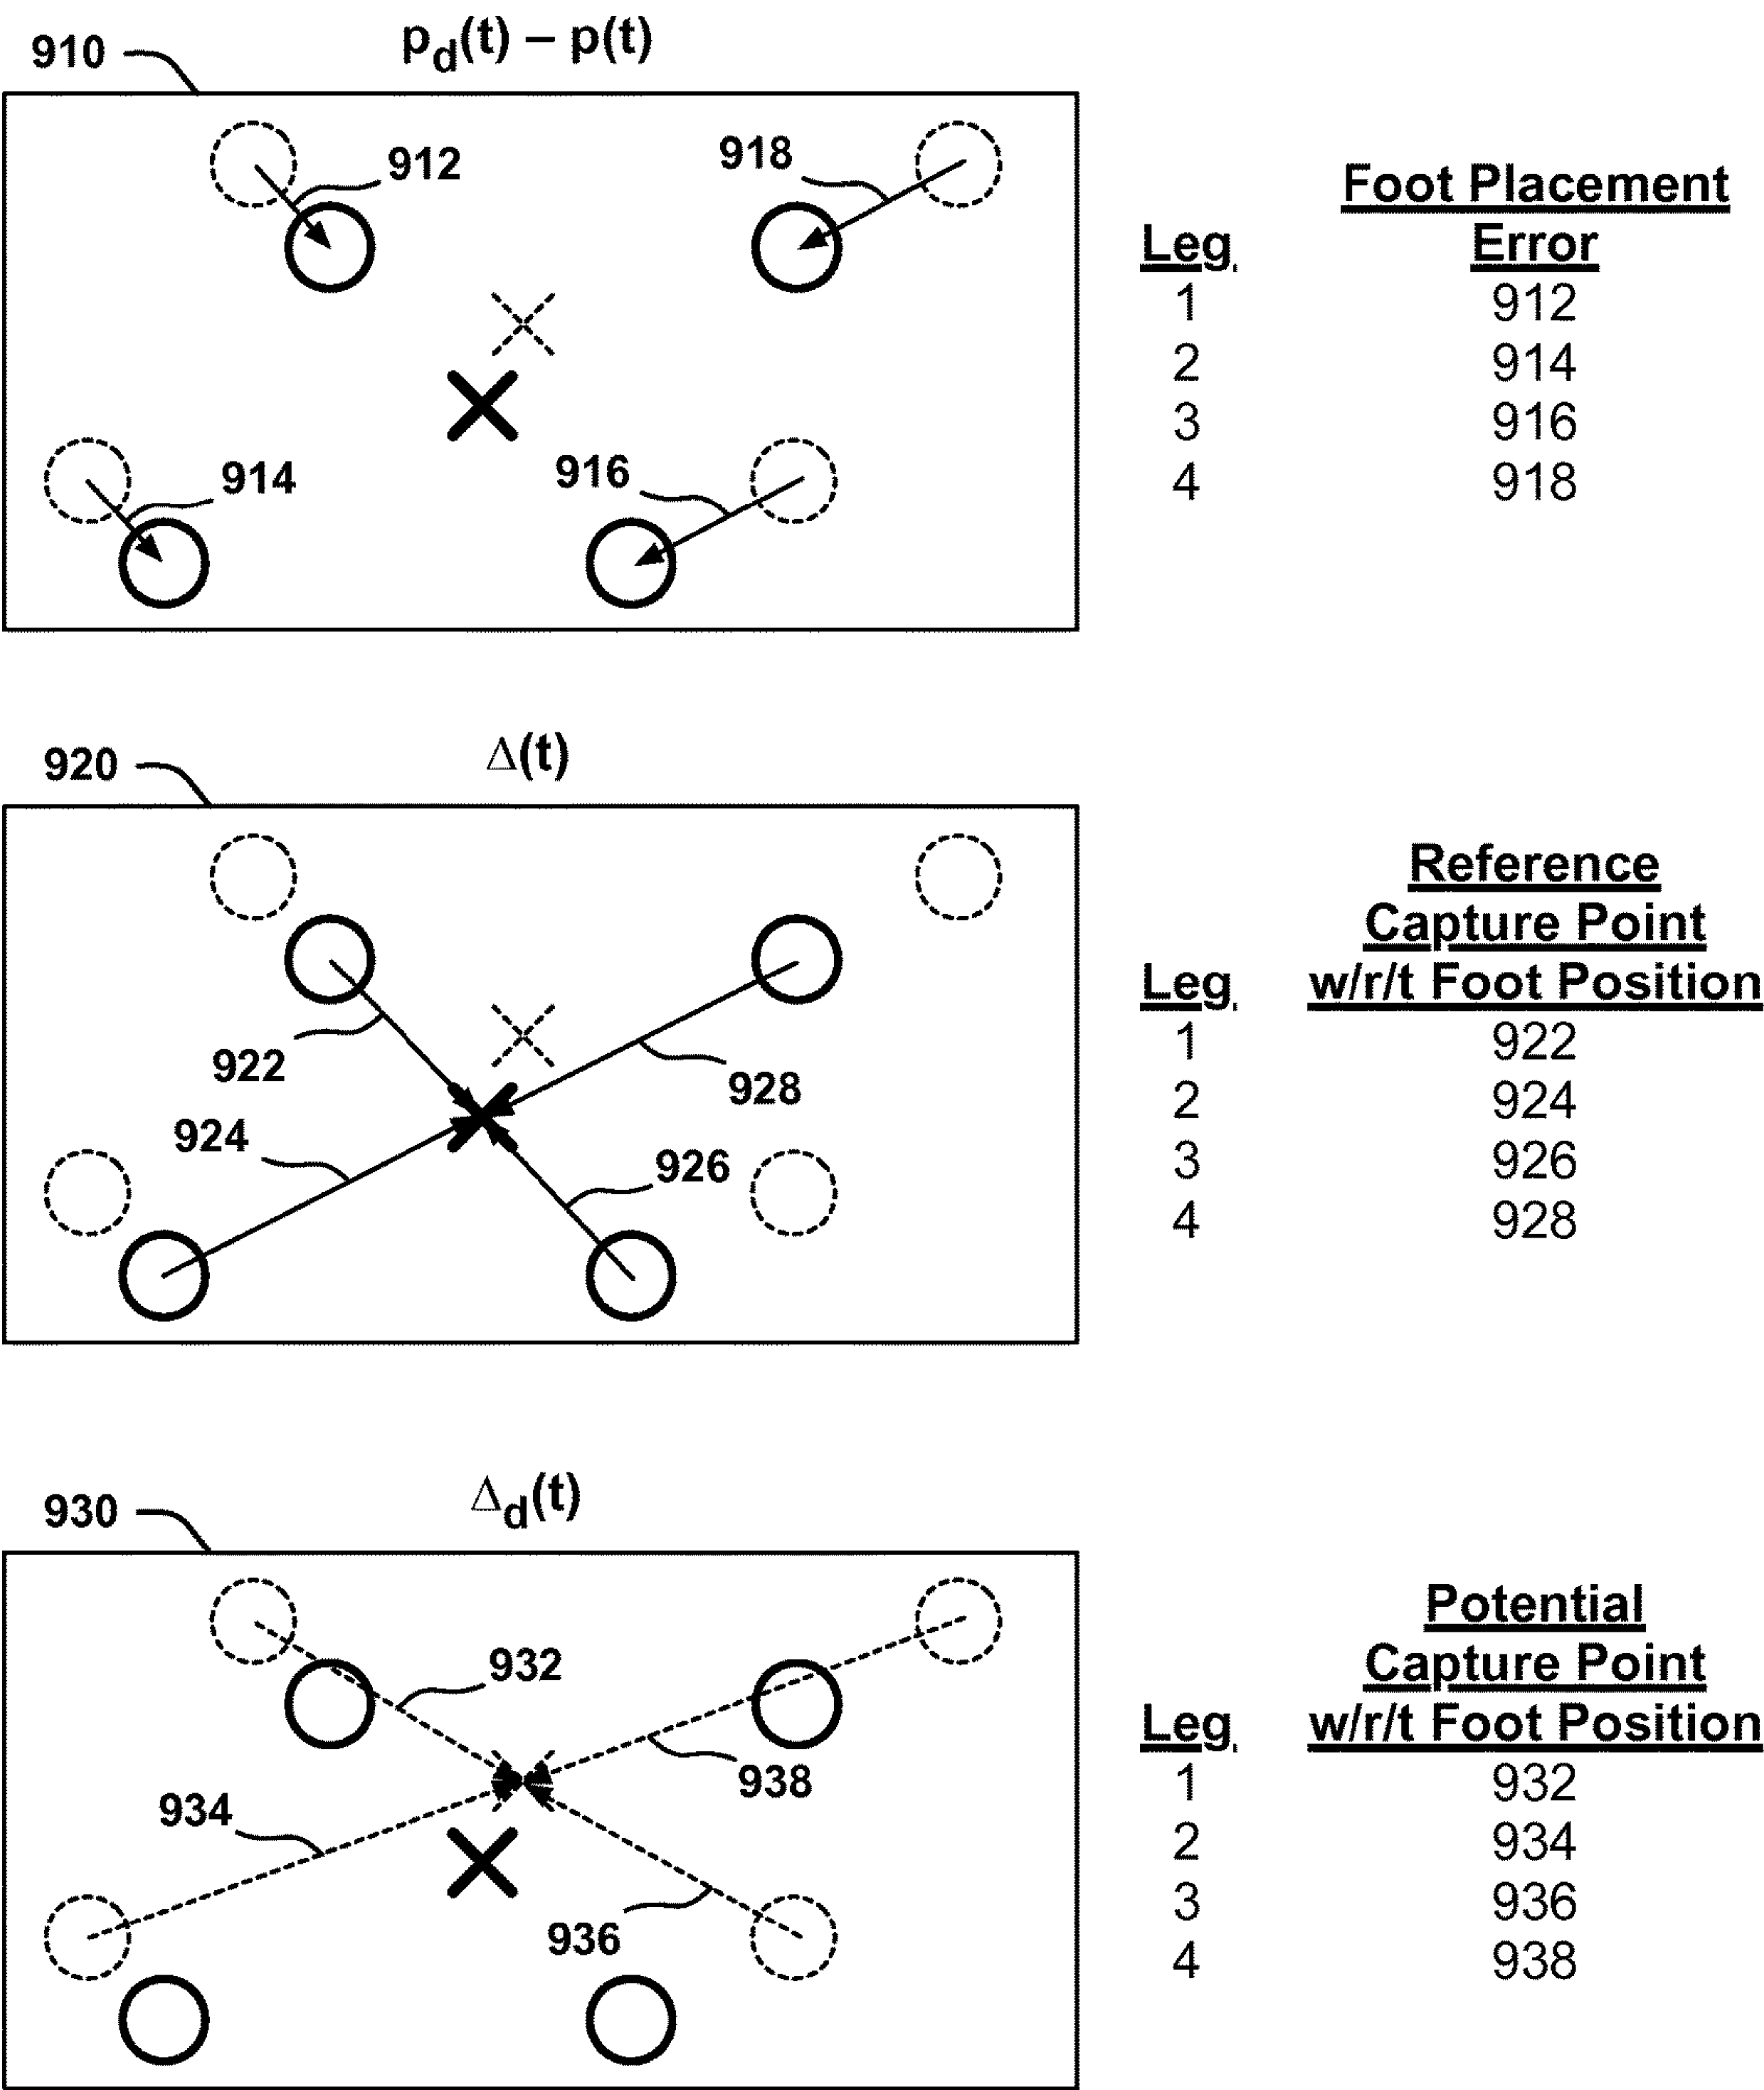 910
p_d(t) – p(t)
912
918
914
916
Foot Placement
Leg Error
1 912
2 914
3 916
4 918
920
Δ(t)
922
928
924
926
Reference
Capture Point
Leg w/r/t Foot Position
1 922
2 924
3 926
4 928
930
Δ_d(t)
932
938
934
936
Potential
Capture Point
Leg w/r/t Foot Position
1 932
2 934
3 936
4 938